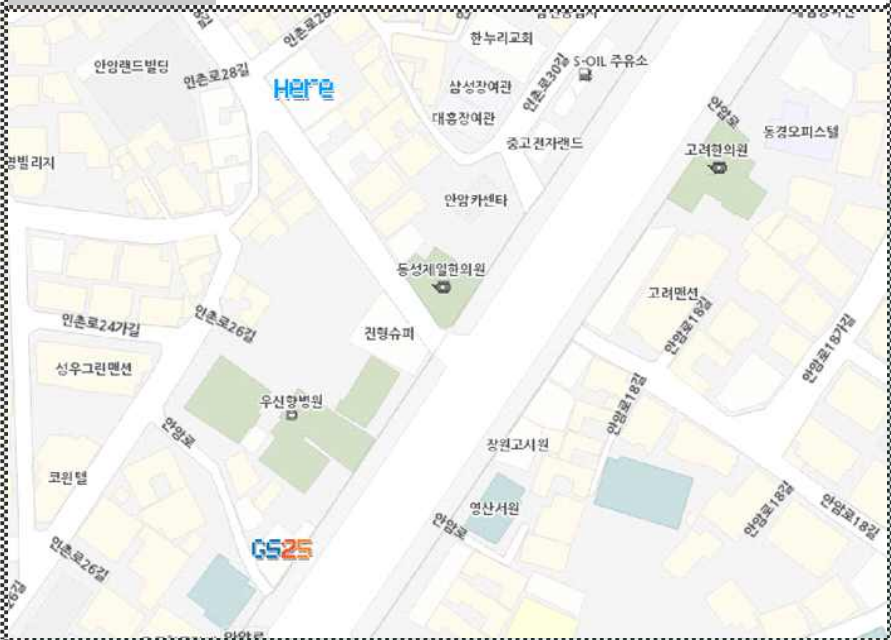 인촌로28길
한누리교회
안암랜드빌딩
인촌로28길
Here
인촌로30길
S-OIL 주유소
삼성장여관
대흥장여관
중고전자랜드
안암로
동경오피스텔
고려한의원
안암카센타
동성제일한의원
고려맨션
안암로18길
인촌로24가길
인촌로26길
진형슈퍼
안암로18가길
성우그린맨션
우신향병원
안암로18길
안암로
장원고시원
코윈텔
영산서원
안암로
안암로18길
안암로18길
GS25
인촌로26길
안암로